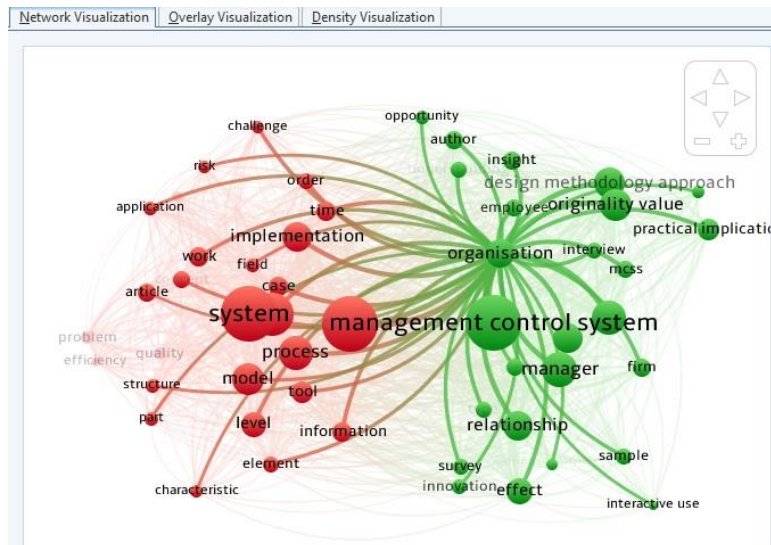 Network Visualization
Overlay Visualization
Density Visualization
opportunity
challenge
author
insight
risk
order
design methodology approach
application
time
employee
originality value
implementation
practical implicatio
work
field
organisation
interview
mcss
article
case
system
management control system
problem
efficiency
quality
process
model
manager
firm
structure
tool
part
level
information
relationship
element
survey
sample
characteristic
innovation
effect
interactive use